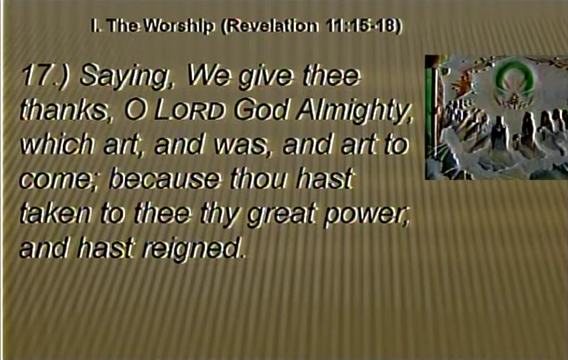 I. The Worship (Revelation 11:15-18)
17.) Saying, We give thee
thanks, O LORD God Almighty,
which art, and was, and art to
come; because thou hast
taken to thee thy great power,
and hast reigned.